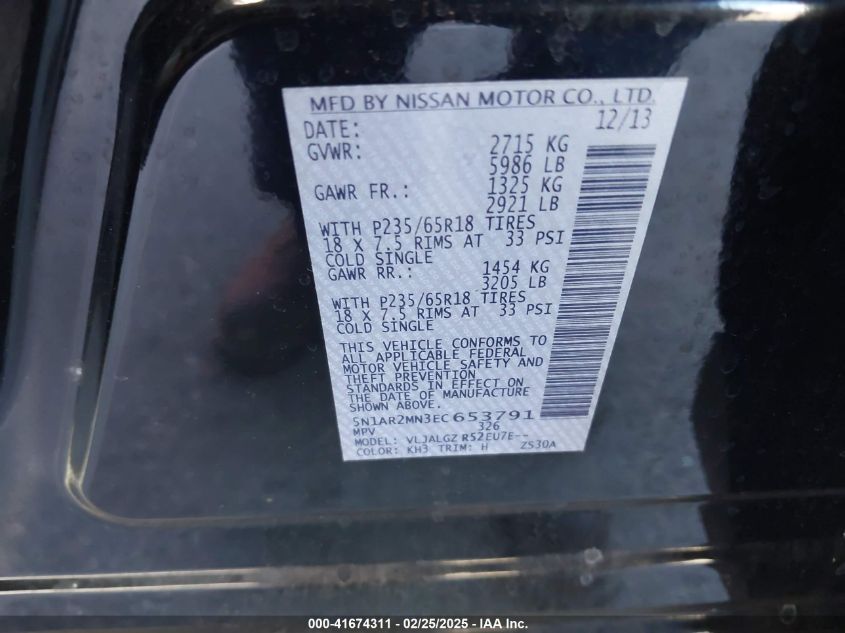 MFD BY NISSAN MOTOR CO., LTD.
DATE: 12/13
GVWR: 2715 KG
5986 LB
GAWR FR.: 1325 KG
2921 LB
WITH P235/65R18 TIRES
18 X 7.5 RIMS AT 33 PSI
COLD SINGLE
GAWR RR.: 1454 KG
3205 LB
WITH P235/65R18 TIRES
18 X 7.5 RIMS AT 33 PSI
COLD SINGLE
THIS VEHICLE CONFORMS TO
ALL APPLICABLE FEDERAL
MOTOR VEHICLE SAFETY AND
THEFT PREVENTION
STANDARDS IN EFFECT ON
THE DATE OF MANUFACTURE
SHOWN ABOVE.
5N1AR2MN3EC653791
MPV 326
MODEL: VLJALGZ R52EU7E--
COLOR: KH3 TRIM: H Z530A
000-41674311 - 02/25/2025 - IAA Inc.